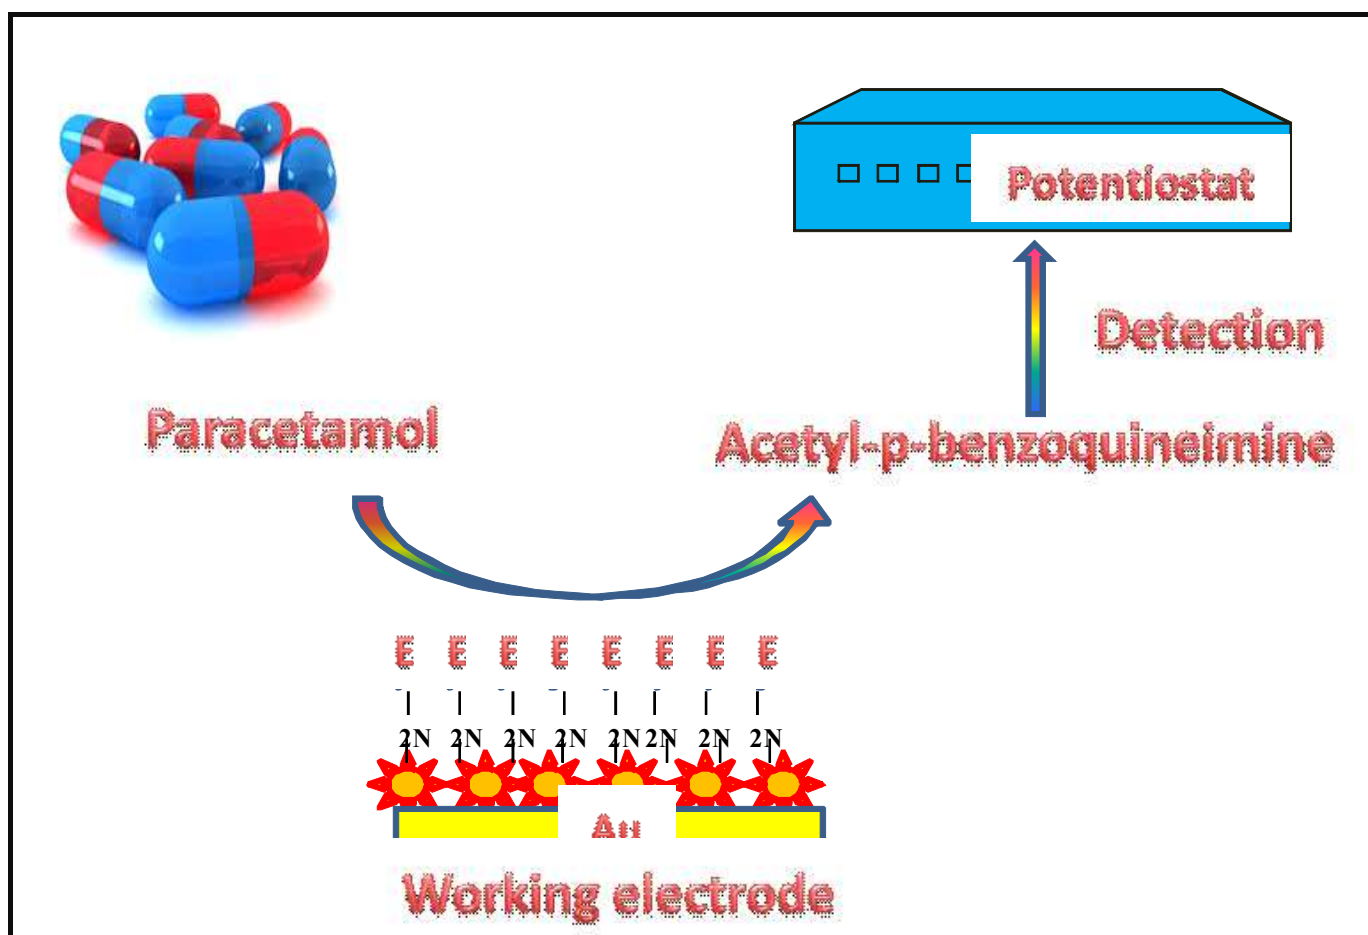 Potentiostat
Detection
Paracetamol
Acetyl-p-benzoquineimine
E E E E E E E E
2N 2N 2N 2N 2N 2N 2N 2N
Au
Working electrode